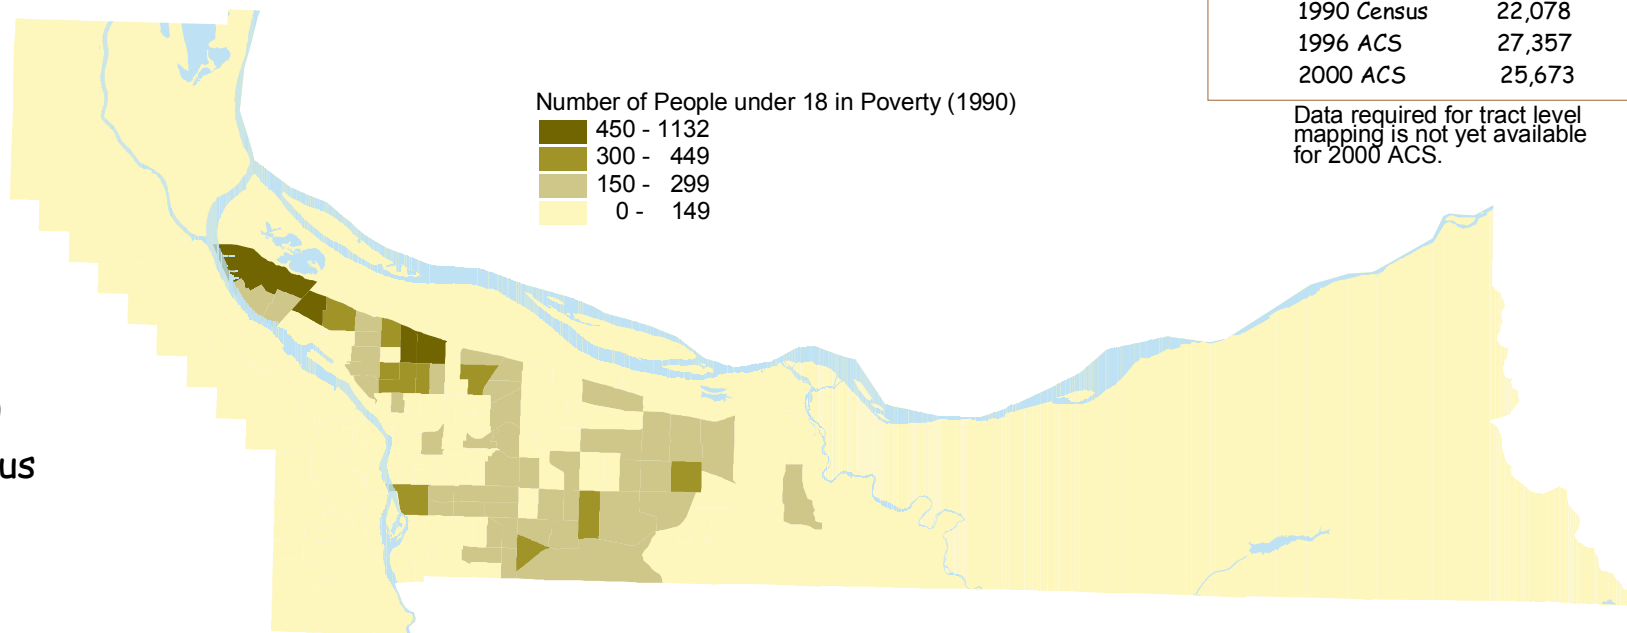 1990 Census 22,078
1996 ACS 27,357
2000 ACS 25,673
Data required for tract level
mapping is not yet available
for 2000 ACS.
Number of People under 18 in Poverty (1990)
450 - 1132
300 - 449
150 - 299
0 - 149
us